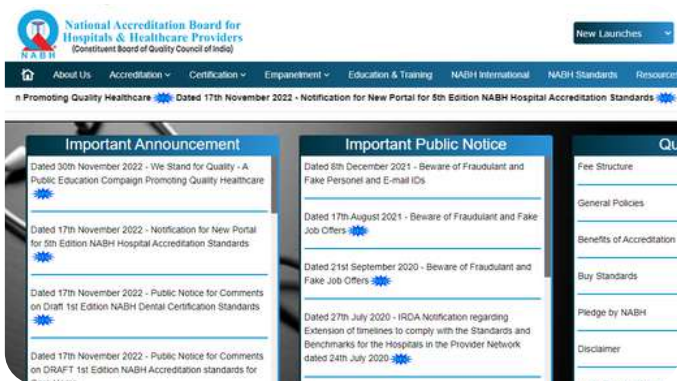 National Accreditation Board for
Hospitals & Healthcare Providers
(Constituent Board of Quality Council of India)
NABH
New Launches
About Us Accreditation Certification Empanelment Education & Training NABH International NABH Standards Resources
n Promoting Quality Healthcare Dated 17th November 2022 - Notification for New Portal for 5th Edition NABH Hospital Accreditation Standards
Important Announcement
Dated 30th November 2022 - We Stand for Quality - A
Public Education Compaign Promoting Quality Healthcare
Dated 17th November 2022 - Notification for New Portal
for 5th Edition NABH Hospital Accreditation Standards
Dated 17th November 2022 - Public Notice for Comments
on Draft 1st Edition NABH Dental Certification Standards
Dated 17th November 2022 - Public Notice for Comments
on DRAFT 1st Edition NABH Accreditation standards for
Important Public Notice
Dated 8th December 2021 - Beware of Fraudulant and
Fake Personel and E-mail IDs
Dated 17th August 2021 - Beware of Fraudulant and Fake
Job Offers
Dated 21st September 2020 - Beware of Fraudulant and
Fake Job Offers
Dated 27th July 2020 - IRDA Notification regarding
Extension of timelines to comply with the Standards and
Benchmarks for the Hospitals in the Provider Network
dated 24th July 2020
Qu
Fee Structure
General Policies
Benefits of Accreditation
Buy Standards
Pledge by NABH
Disclaimer